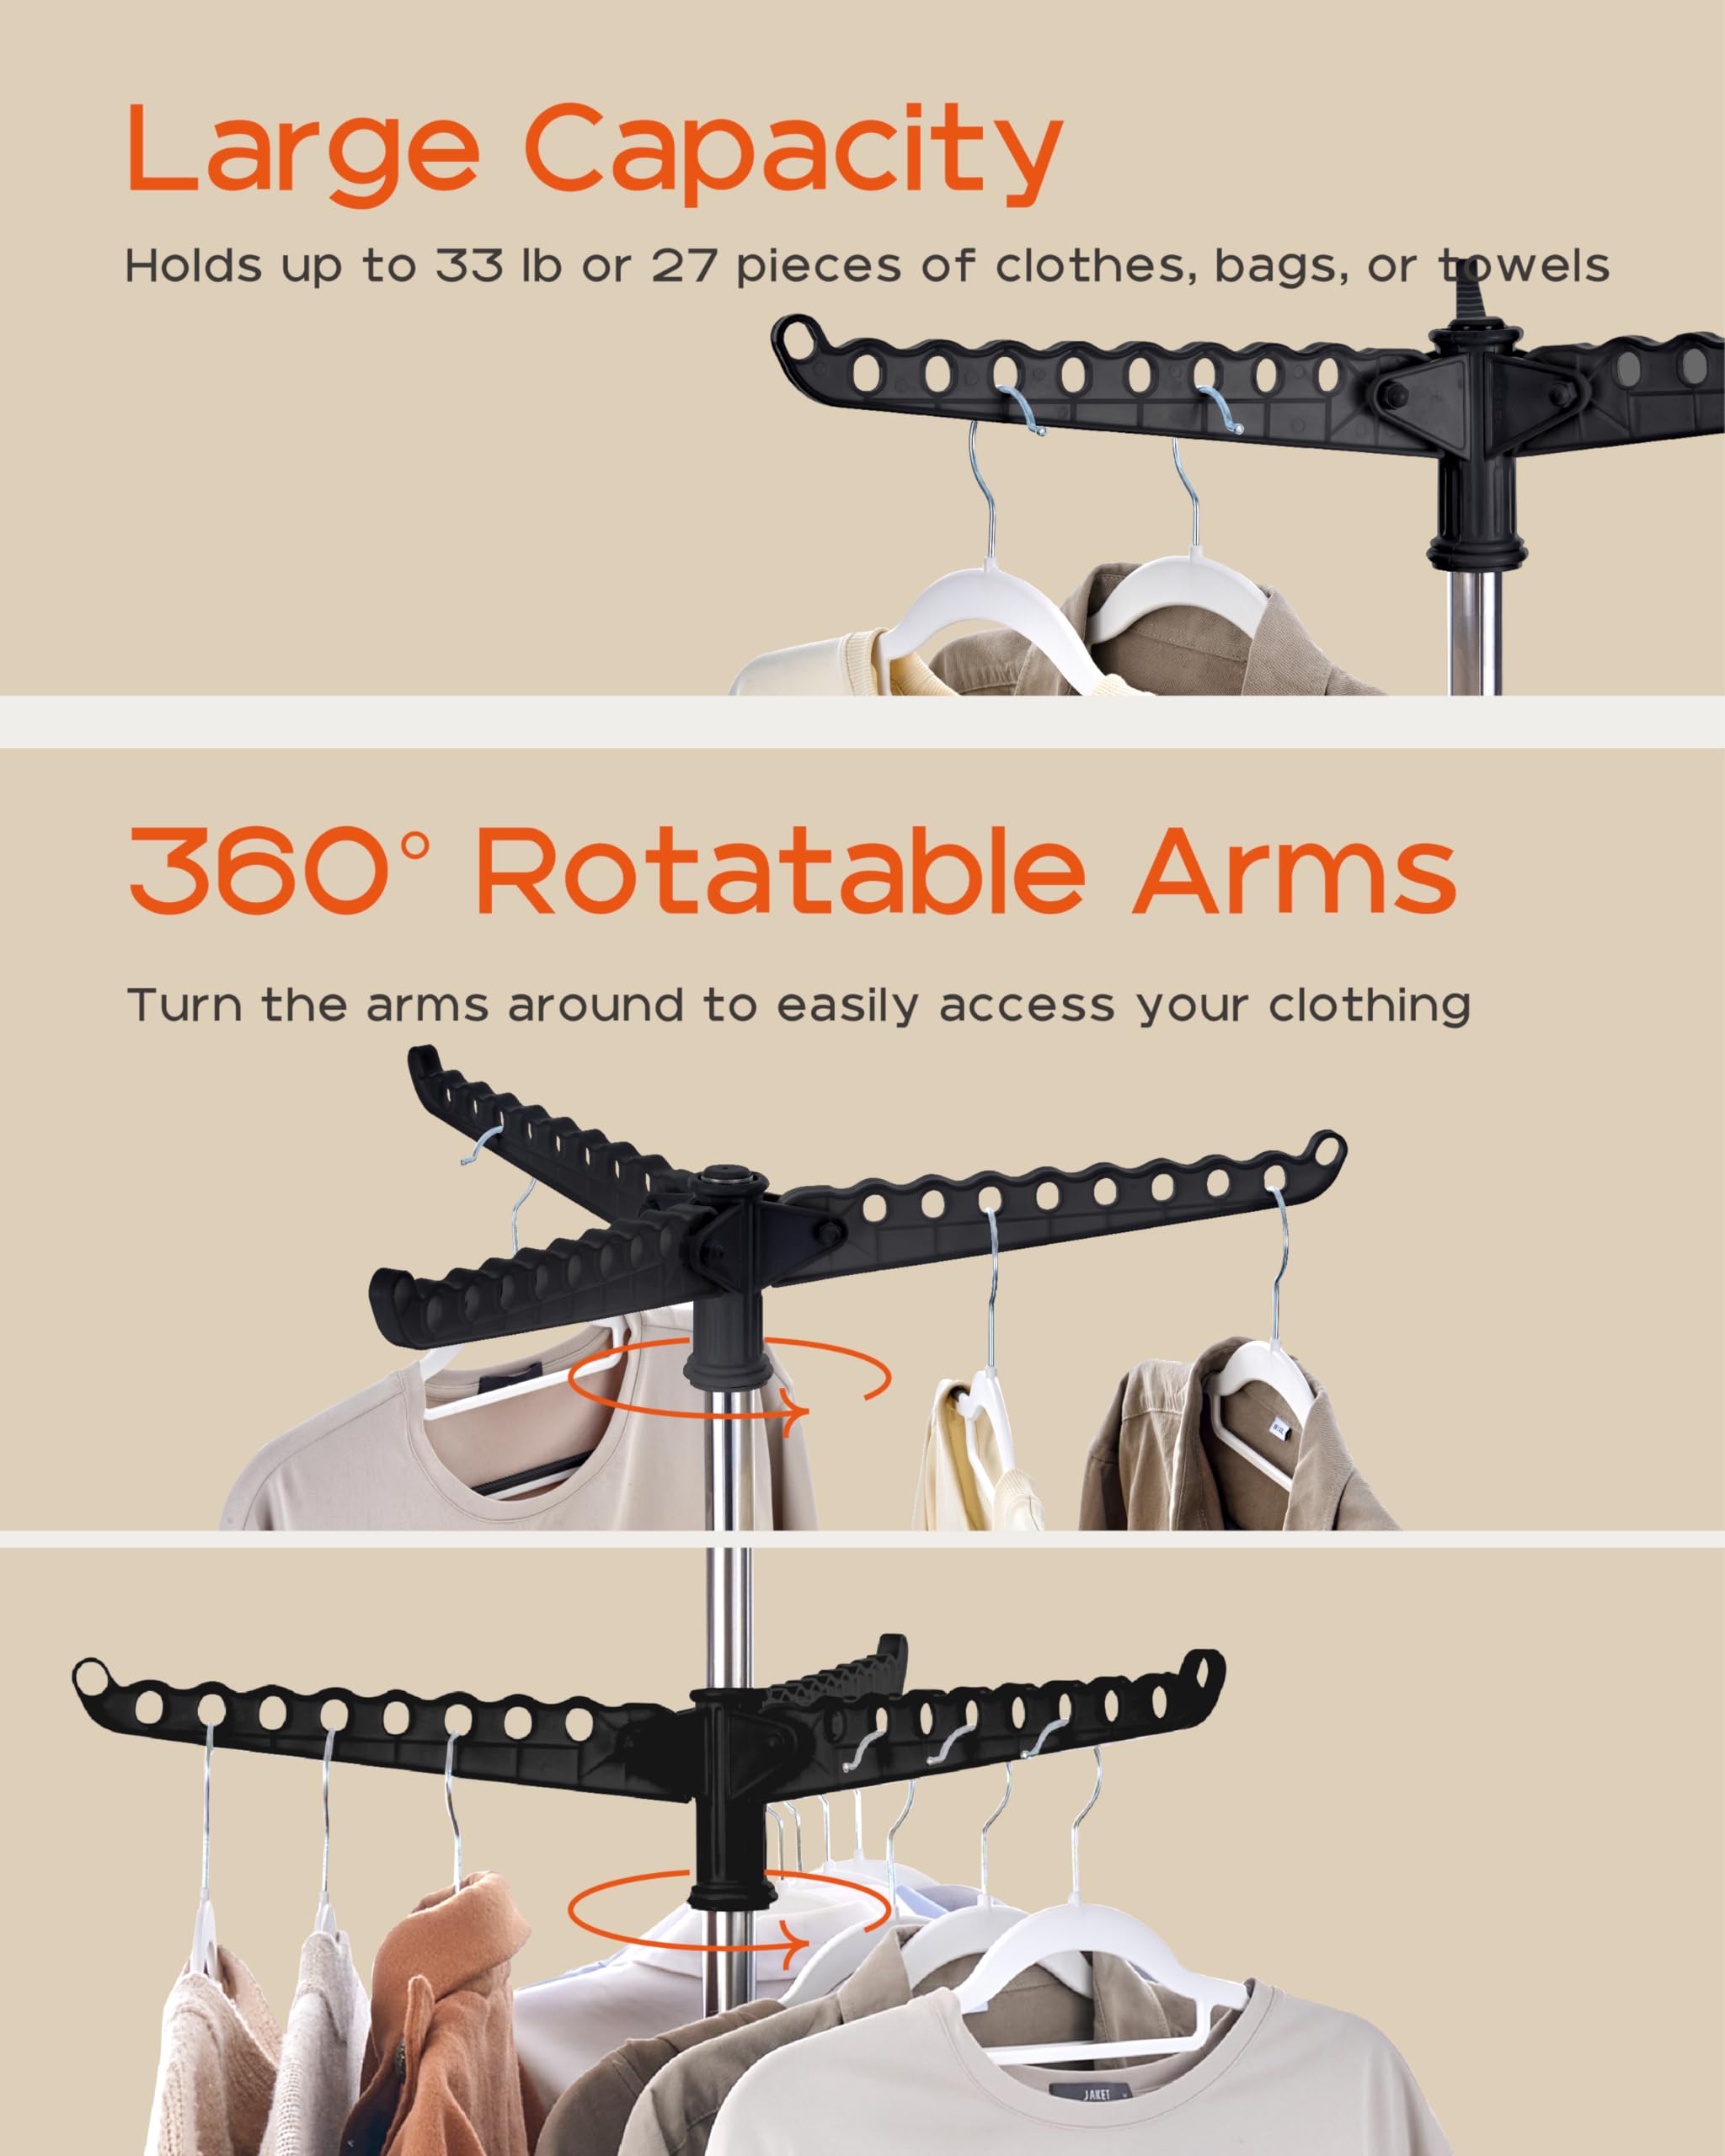 Large Capacity
Holds up to 33 lb or 27 pieces of clothes, bags, or towels
360° Rotatable Arms
Turn the arms around to easily access your clothing
JAKET